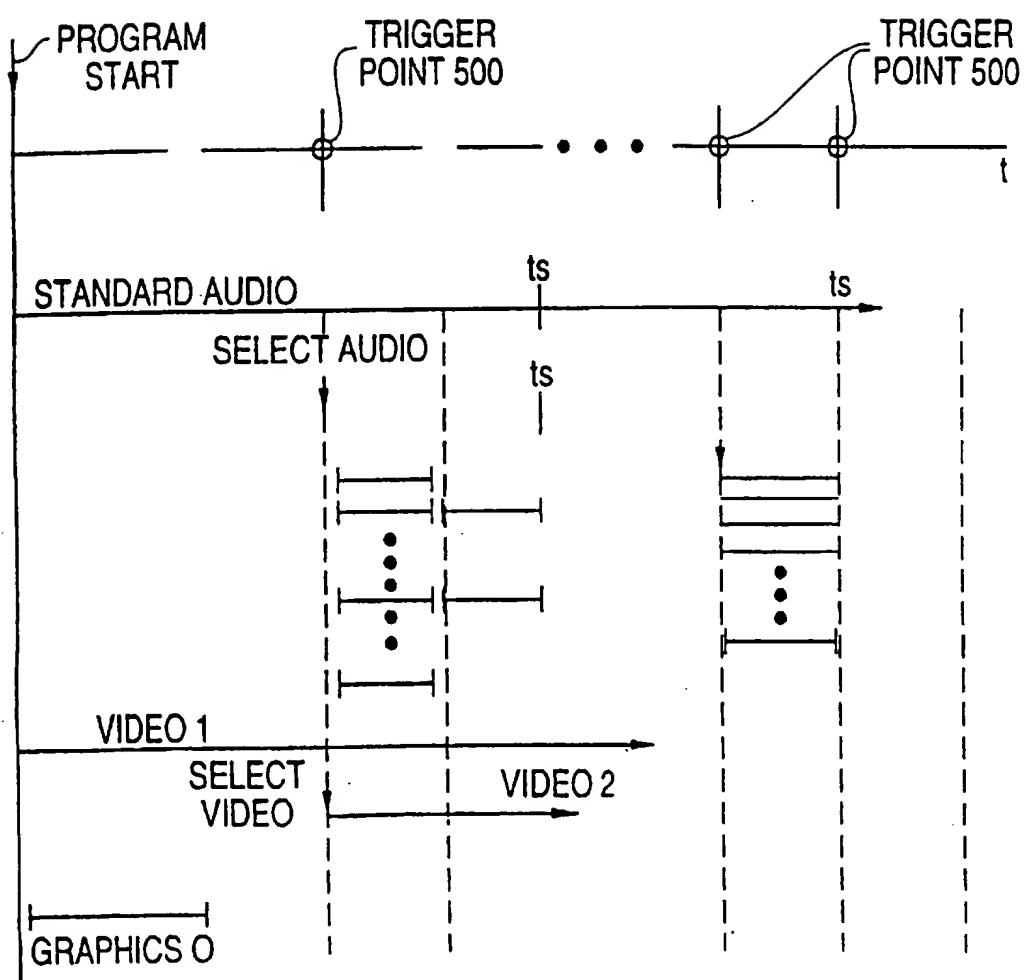 PROGRAM
START
TRIGGER
POINT 500
TRIGGER
POINT 500
t
STANDARD AUDIO
ts
ts
SELECT AUDIO
ts
VIDEO 1
SELECT
VIDEO
VIDEO 2
GRAPHICS O